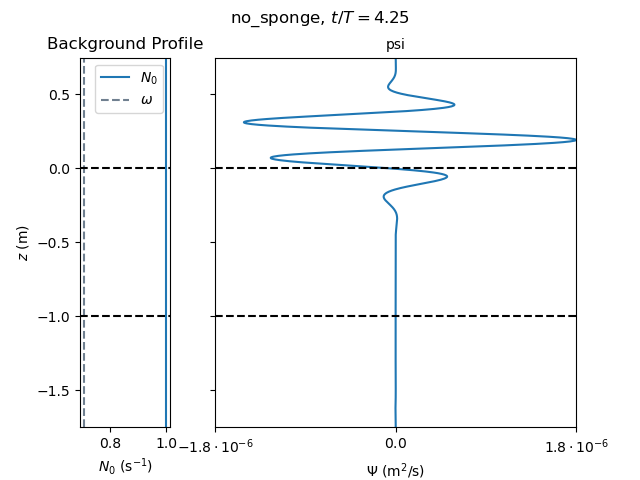 no_sponge, t/T = 4.25
Background Profile
psi
N₀
ω
0.5
0.0
−0.5
−1.0
−1.5
z (m)
0.8
1.0
−1.8 · 10⁻⁶
0.0
1.8 · 10⁻⁶
N₀ (s⁻¹)
Ψ (m²/s)